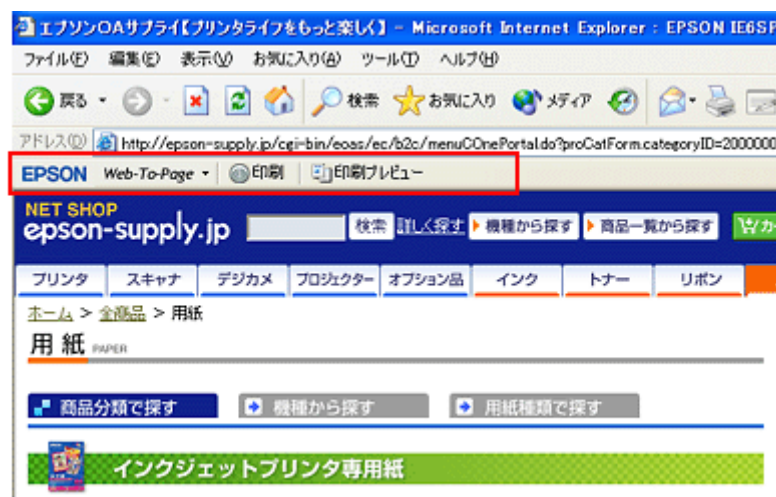 エプソンOAサプライ【プリンタライフをもっと楽しく】 - Microsoft Internet Explorer : EPSON IE6SP
ファイル(F) 編集(E) 表示(V) お気に入り(A) ツール(T) ヘルプ(H)
戻る 検索 お気に入り メディア
アドレス(D) http://epson-supply.jp/cgi-bin/eoas/ec/b2c/menuCOnePortal.do?proCatForm.categoryID=2000000
EPSON Web-To-Page 印刷 印刷プレビュー
NET SHOP
epson-supply.jp 検索 詳しく探す 機種から探す 商品一覧から探す カー
プリンタ スキャナ デジカメ プロジェクター オプション品 インク トナー リボン
ホーム > 全商品 > 用紙
用 紙 PAPER
商品分類で探す 機種から探す 用紙種類で探す
インクジェットプリンタ専用紙